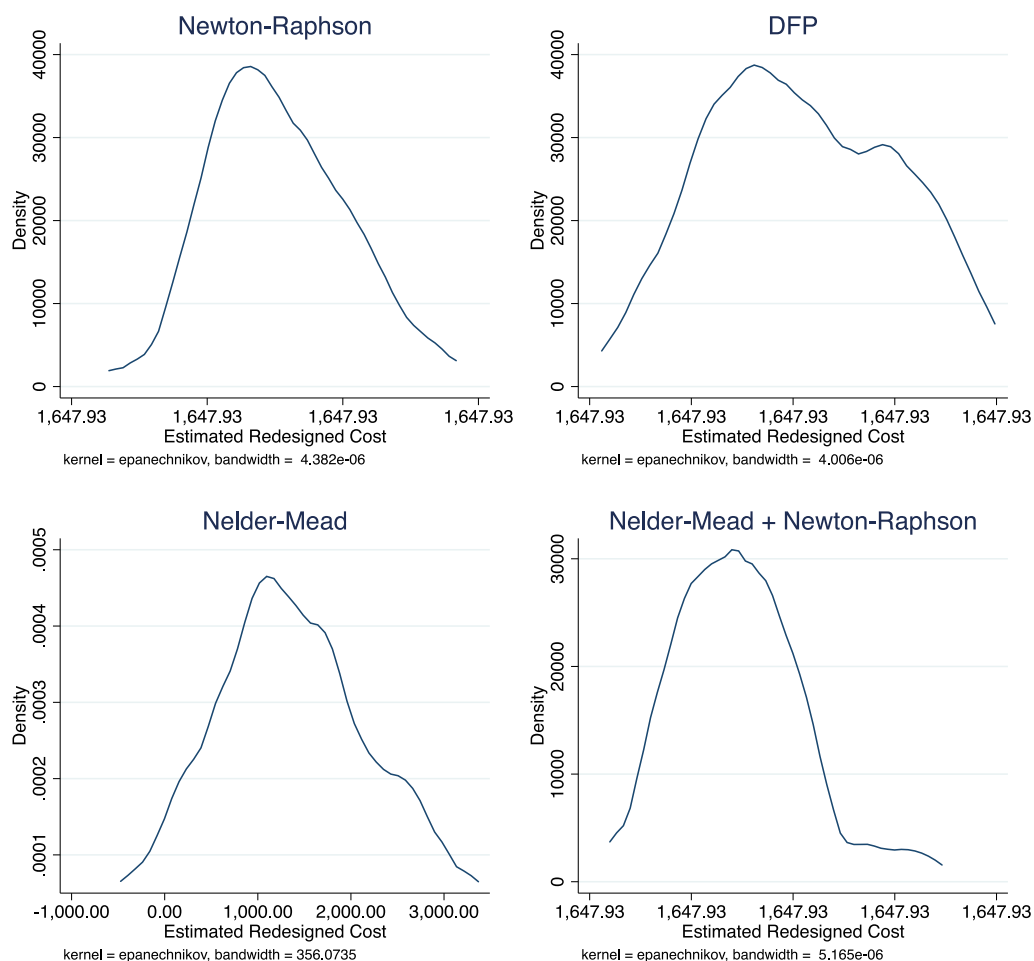 Newton-Raphson
Density
40000
30000
20000
10000
0
1,647.93 1,647.93 1,647.93 1,647.93
Estimated Redesigned Cost
kernel = epanechnikov, bandwidth = 4.382e-06
DFP
Density
40000
30000
20000
10000
0
1,647.93 1,647.93 1,647.93 1,647.93 1,647.93
Estimated Redesigned Cost
kernel = epanechnikov, bandwidth = 4.006e-06
Nelder-Mead
Density
.0005
.0004
.0003
.0002
.0001
-1,000.00 0.00 1,000.00 2,000.00 3,000.00
Estimated Redesigned Cost
kernel = epanechnikov, bandwidth = 356.0735
Nelder-Mead + Newton-Raphson
Density
30000
20000
10000
0
1,647.93 1,647.93 1,647.93 1,647.93 1,647.93
Estimated Redesigned Cost
kernel = epanechnikov, bandwidth = 5.165e-06